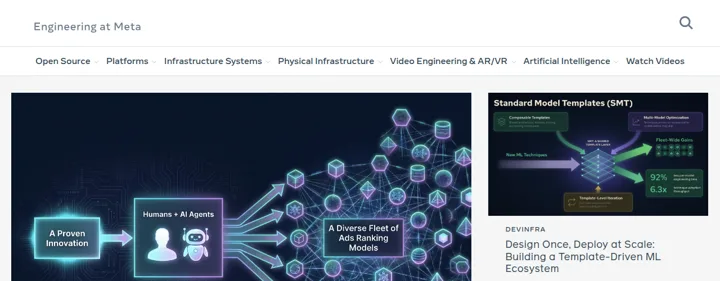 Engineering at Meta
Open Source
Platforms
Infrastructure Systems
Physical Infrastructure
Video Engineering & AR/VR
Artificial Intelligence
Watch Videos
A Proven
Innovation
Humans + AI Agents
A Diverse Fleet of
Ads Ranking
Models
Standard Model Templates (SMT)
Composable Templates
Multi-Model Optimization
New ML Techniques
Fleet-Wide Gains
92%
6.3x
Template-Level Iteration
DEVINFRA
Design Once, Deploy at Scale:
Building a Template-Driven ML
Ecosystem